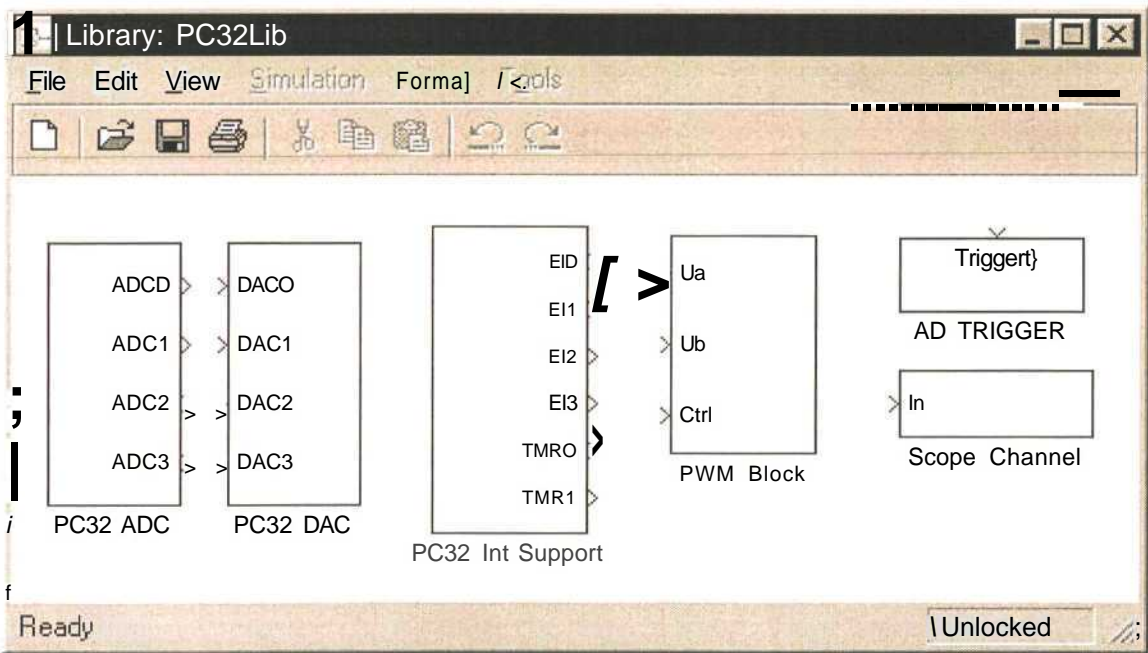 1 | Library: PC32Lib
File Edit View Simulation Forma] / <. Tools
ADCD
ADC1
ADC2 >
ADC3 >
PC32 ADC
DACO
DAC1
> DAC2
> DAC3
PC32 DAC
EID
EI1
EI2
EI3
TMRO
TMR1
PC32 Int Support
[ > Ua
Ub
Ctrl
PWM Block
Triggert}
AD TRIGGER
In
Scope Channel
;
|
i
f
Ready
\Unlocked